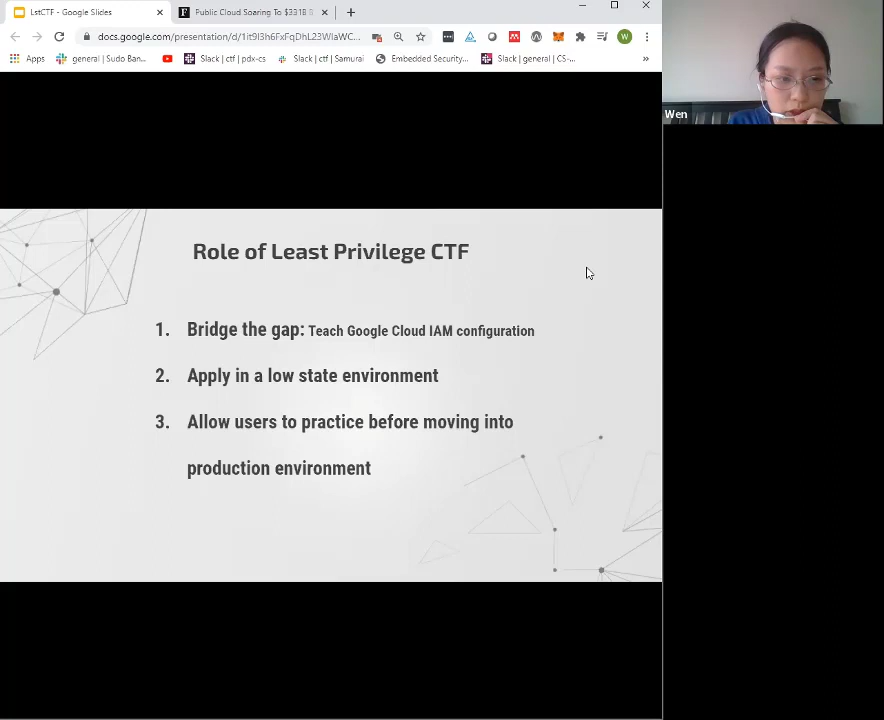 LstCTF - Google Slides
Public Cloud Soaring To $331B
docs.google.com/presentation/d/1it9l3h6FxFqDhL23WIaWC...
W
Apps
general | Sudo Ban...
Slack | ctf | pdx-cs
Slack | ctf | Samurai
Embedded Security...
Slack | general | CS-...
Wen
Role of Least Privilege CTF
1. Bridge the gap: Teach Google Cloud IAM configuration
2. Apply in a low state environment
3. Allow users to practice before moving into
production environment